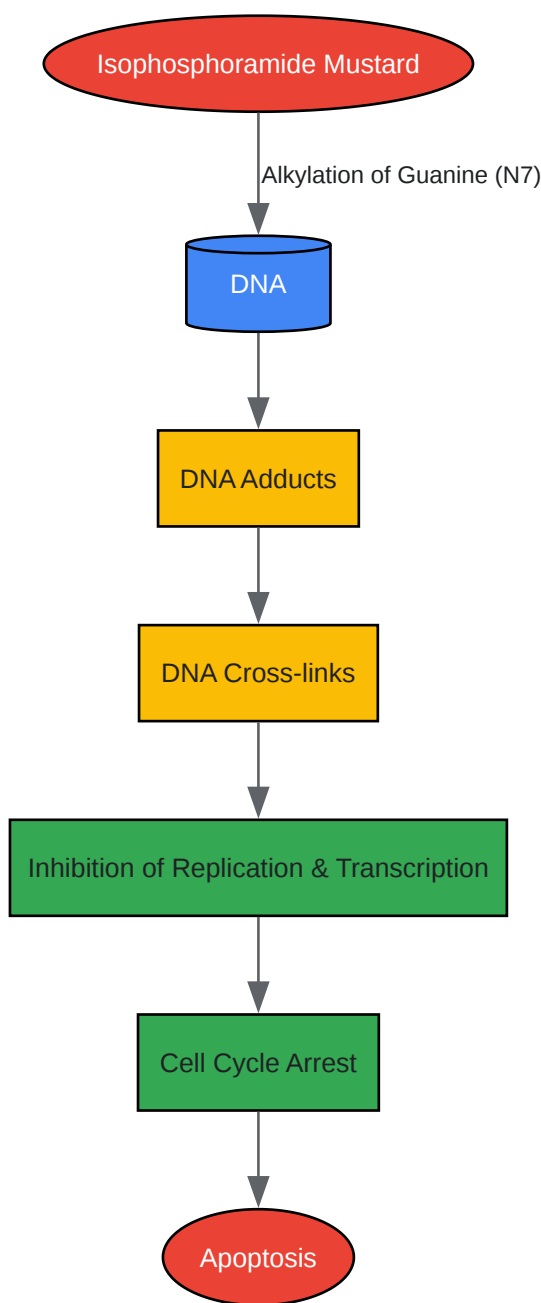 Isophosphoramide Mustard
Alkylation of Guanine (N7)
DNA
DNA Adducts
DNA Cross-links
Inhibition of Replication & Transcription
Cell Cycle Arrest
Apoptosis